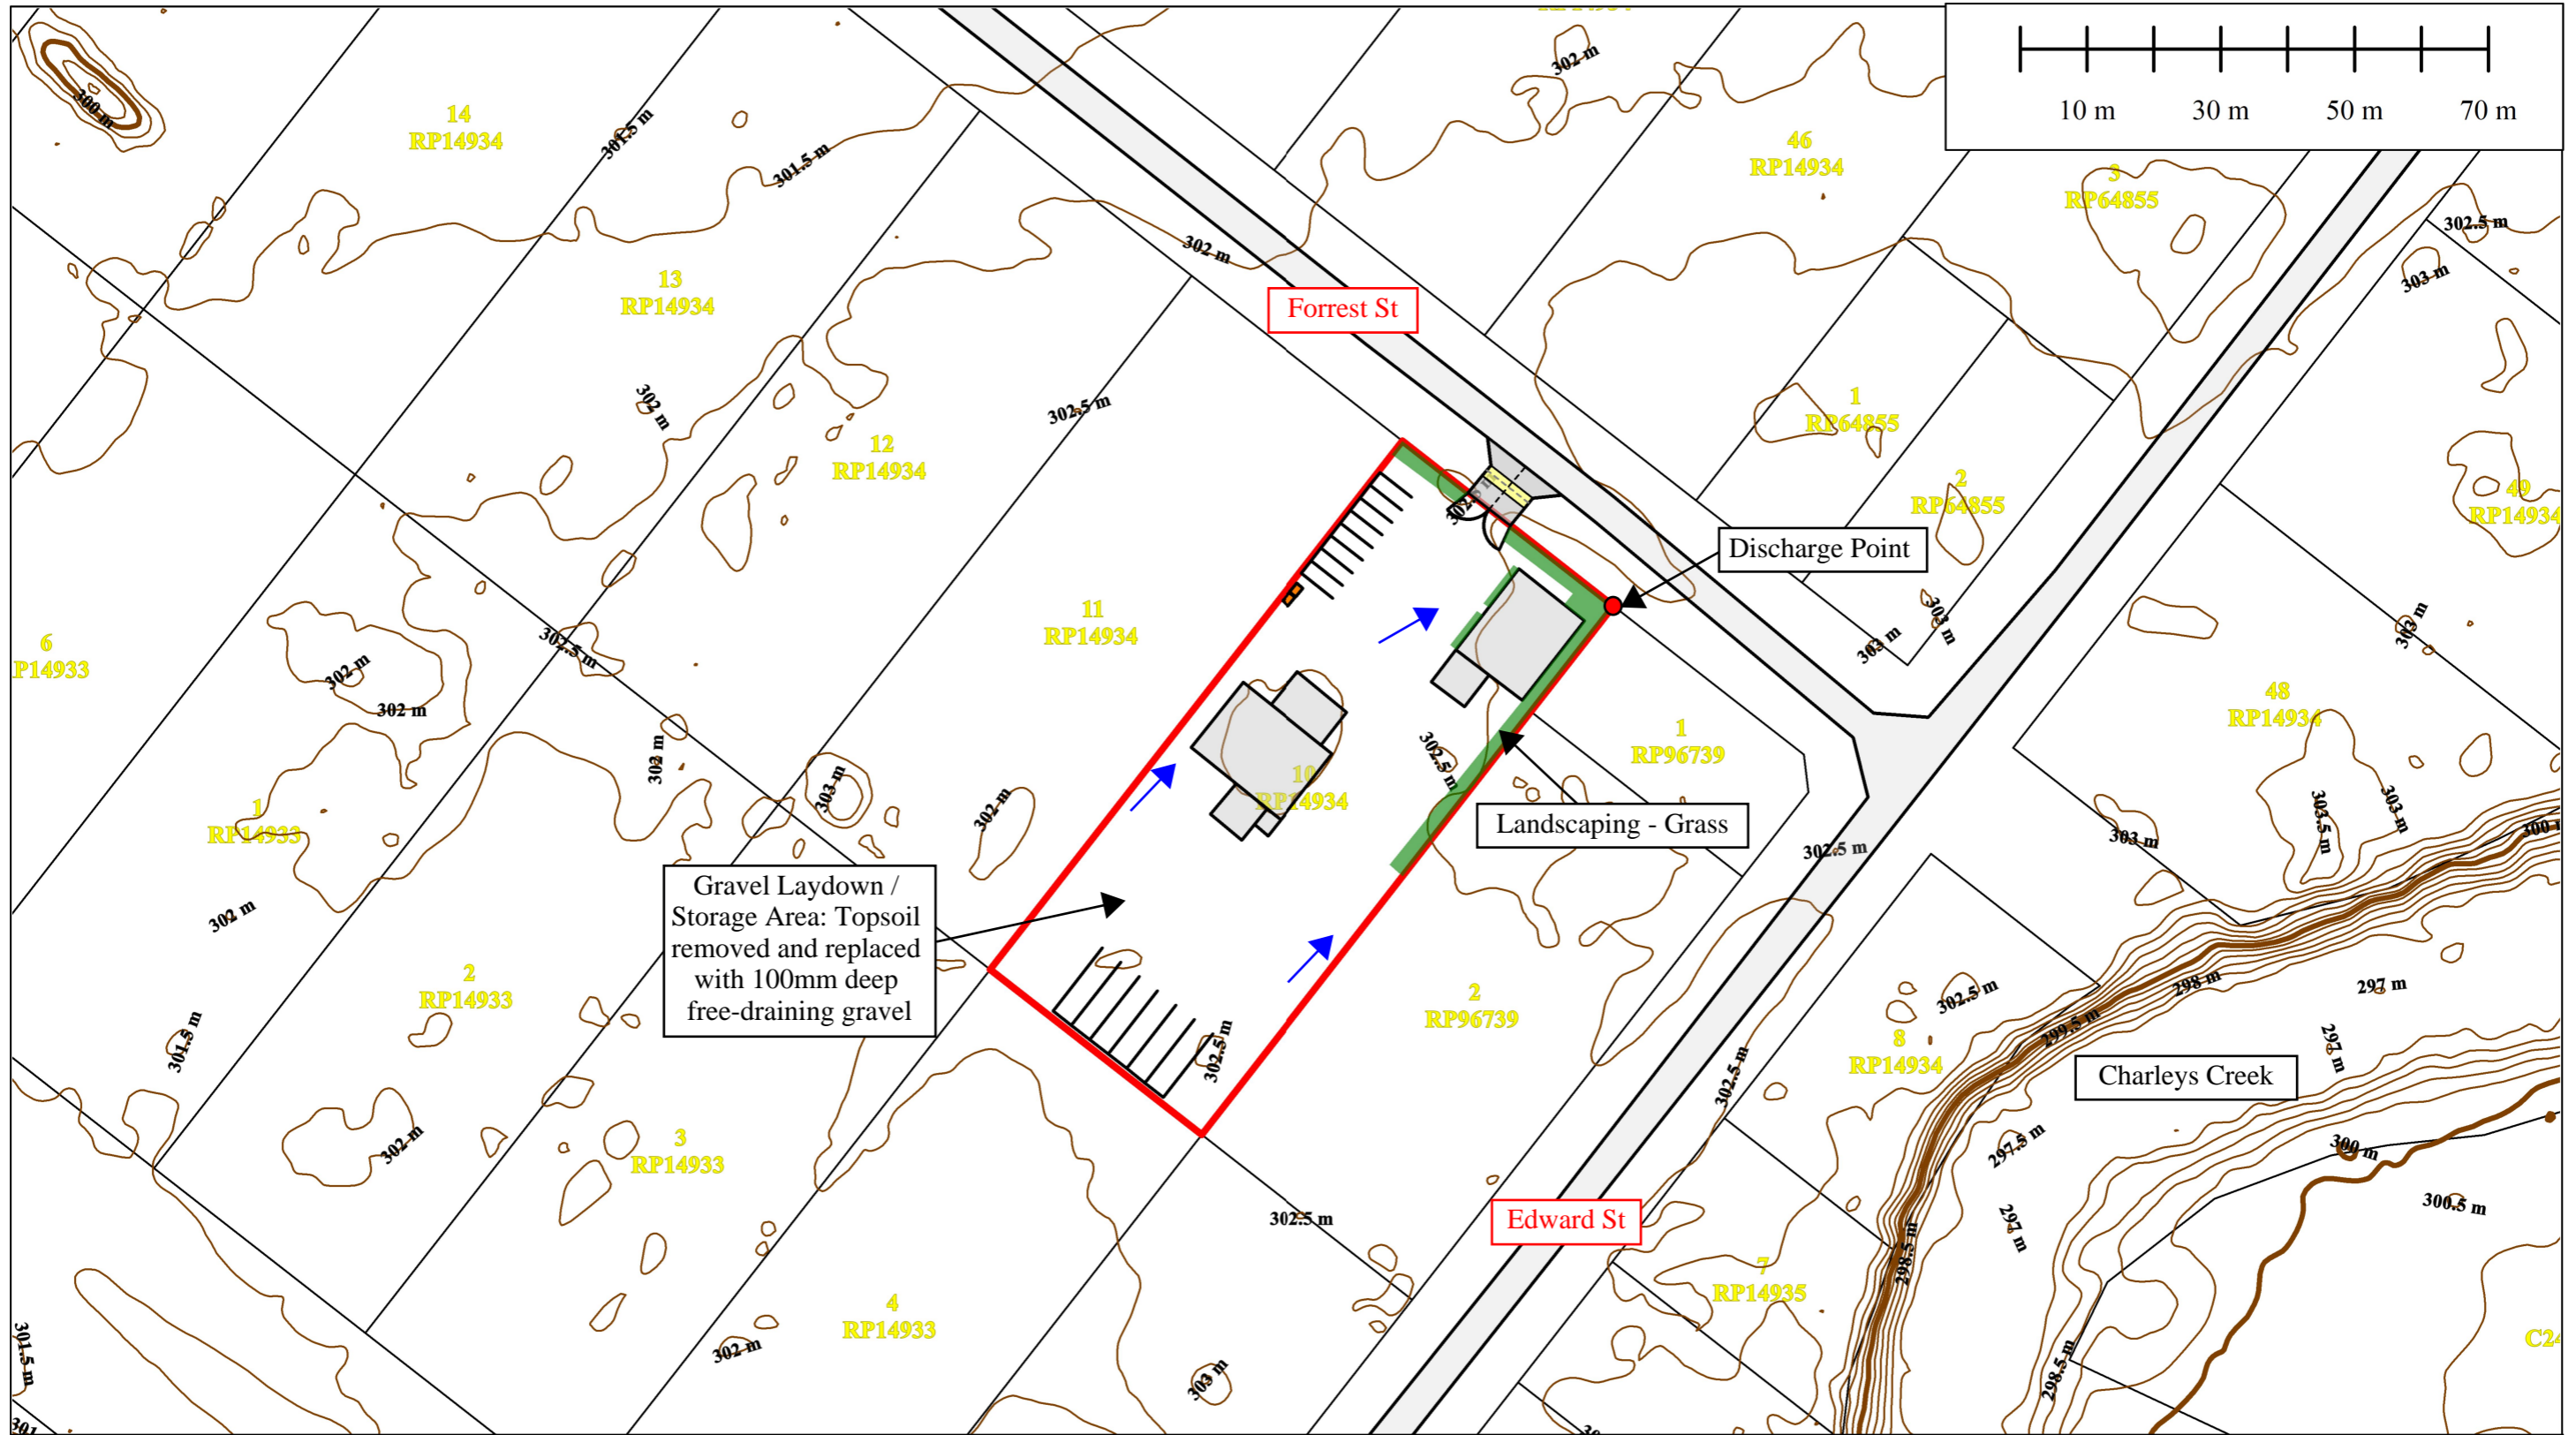 10 m 30 m 50 m 70 m
302 m
300 m
14
RP14934
301.5 m
301.5 m
46
RP14934
3
RP64855
302.5 m
303 m
302 m
13
RP14934
Forrest St
302 m
302.5 m
12
RP14934
1
RP64855
2
RP64855
49
RP14934
Discharge Point
6
P14933
302.5 m
302 m
302 m
11
RP14934
303 m
303 m
303 m
48
RP14934
1
RP96739
302.5 m
10
RP14934
302 m
303 m
302 m
1
RP14933
Landscaping - Grass
302.5 m
303 m
303.5 m
303 m
300
302 m
Gravel Laydown /
Storage Area: Topsoil
removed and replaced
with 100mm deep
free-draining gravel
2
RP14933
2
RP96739
302.5 m
298 m
297 m
299.5 m
297 m
301.5 m
302.5 m
302.5 m
8
RP14934
Charleys Creek
302 m
3
RP14933
297.5 m
300 m
300.5 m
297 m
302.5 m
Edward St
298.5 m
7
RP14935
4
RP14933
302 m
303 m
298.5 m
301.5 m
301